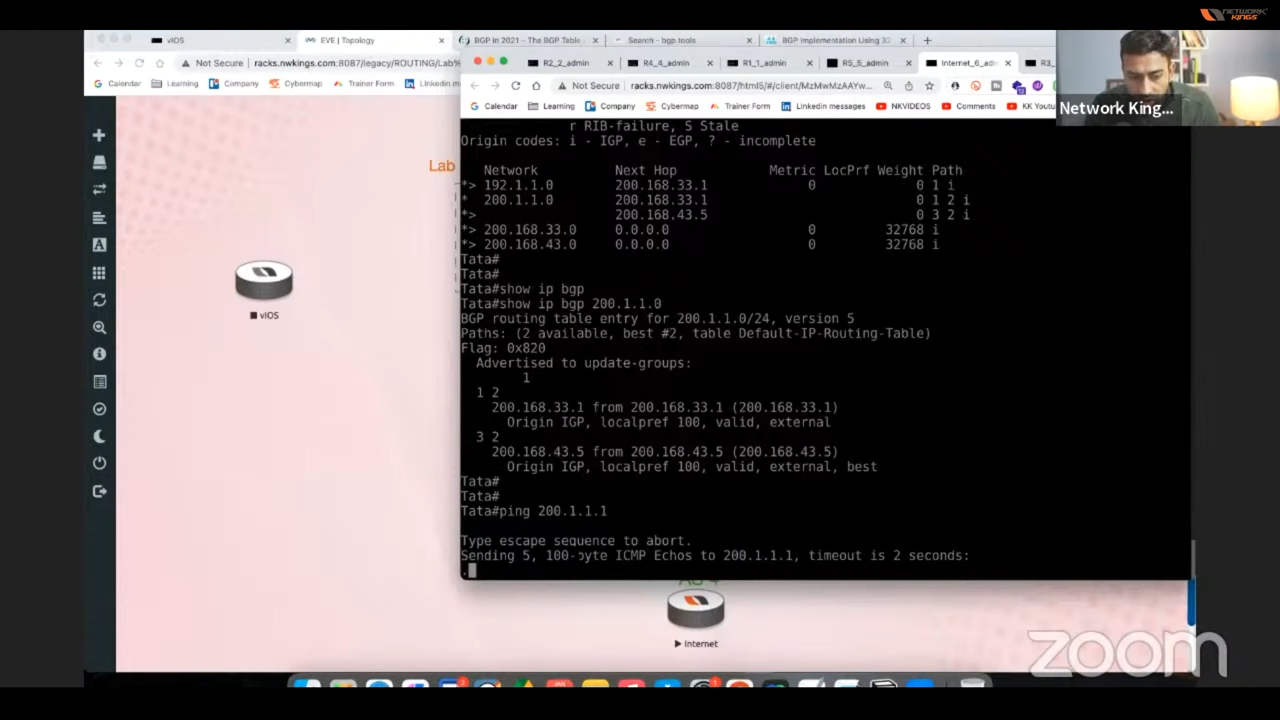 NETWORK KINGS
vIOS
EVE | Topology
BGP in 2021 – The BGP Table
Search - bgp.tools
BGP Implementation Using 32
Not Secure
racks.nwkings.com:8087/legacy/ROUTING/Lab%
R2_2_admin
R4_4_admin
R1_1_admin
R5_5_admin
Internet_6_adm
R3_
Not Secure
racks.nwkings.com:8087/html5/#/client/MzMwMzAAYw...
Calendar
Learning
Company
Cybermap
Trainer Form
Linkedin m
Calendar
Learning
Company
Cybermap
Trainer Form
Linkedin messages
NKVIDEOS
Comments
KK Youtu
Network King...
Lab
r RIB-failure, S Stale
Origin codes: i - IGP, e - EGP, ? - incomplete
Network Next Hop Metric LocPrf Weight Path
*> 192.1.1.0 200.168.33.1 0 0 1 i
* 200.1.1.0 200.168.33.1 0 1 2 i
*> 200.168.43.5 0 3 2 i
*> 200.168.33.0 0.0.0.0 0 32768 i
*> 200.168.43.0 0.0.0.0 0 32768 i
Tata#
Tata#
Tata#show ip bgp
Tata#show ip bgp 200.1.1.0
BGP routing table entry for 200.1.1.0/24, version 5
Paths: (2 available, best #2, table Default-IP-Routing-Table)
Flag: 0x820
Advertised to update-groups:
1
1 2
200.168.33.1 from 200.168.33.1 (200.168.33.1)
Origin IGP, localpref 100, valid, external
3 2
200.168.43.5 from 200.168.43.5 (200.168.43.5)
Origin IGP, localpref 100, valid, external, best
Tata#
Tata#
Tata#ping 200.1.1.1
Type escape sequence to abort.
Sending 5, 100-byte ICMP Echos to 200.1.1.1, timeout is 2 seconds:
.
vIOS
Internet
zoom